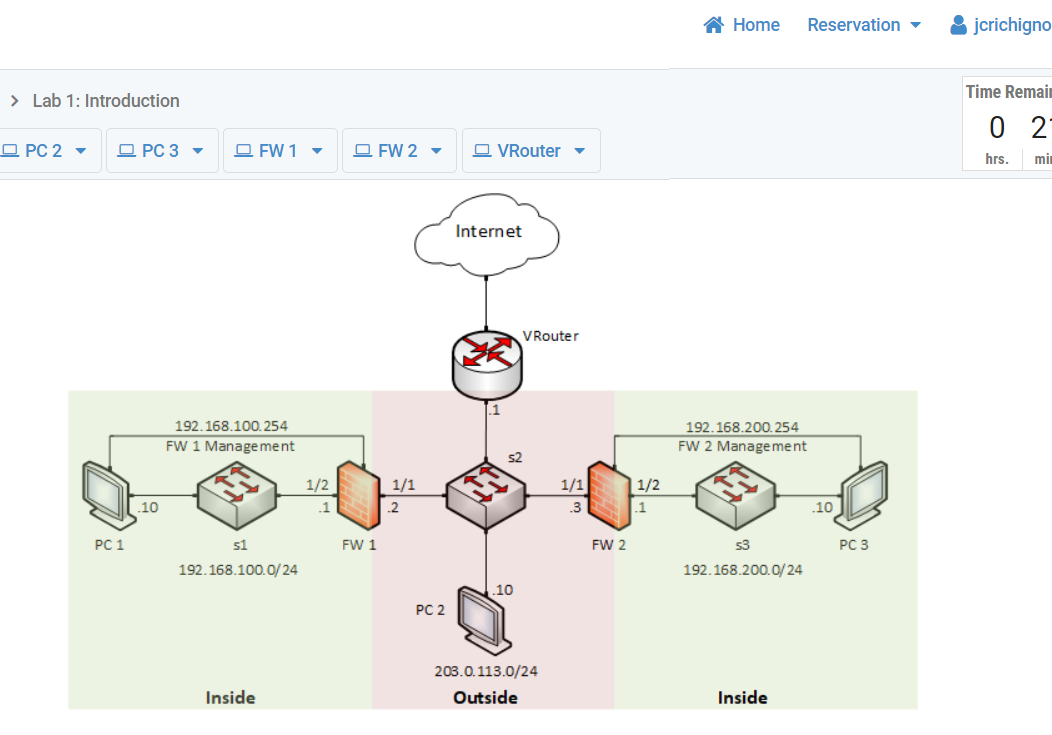 Home Reservation jcrichigno
> Lab 1: Introduction
Time Remain
0 21
hrs. min
PC 2 PC 3 FW 1 FW 2 VRouter
Internet
VRouter
.1
192.168.100.254
FW 1 Management
192.168.200.254
FW 2 Management
s2
1/2 1/1
.10 .1 .2
1/1 1/2
.3 .1 .10
PC 1 s1 FW 1
FW 2 s3 PC 3
192.168.100.0/24
192.168.200.0/24
.10
PC 2
203.0.113.0/24
Inside Outside Inside